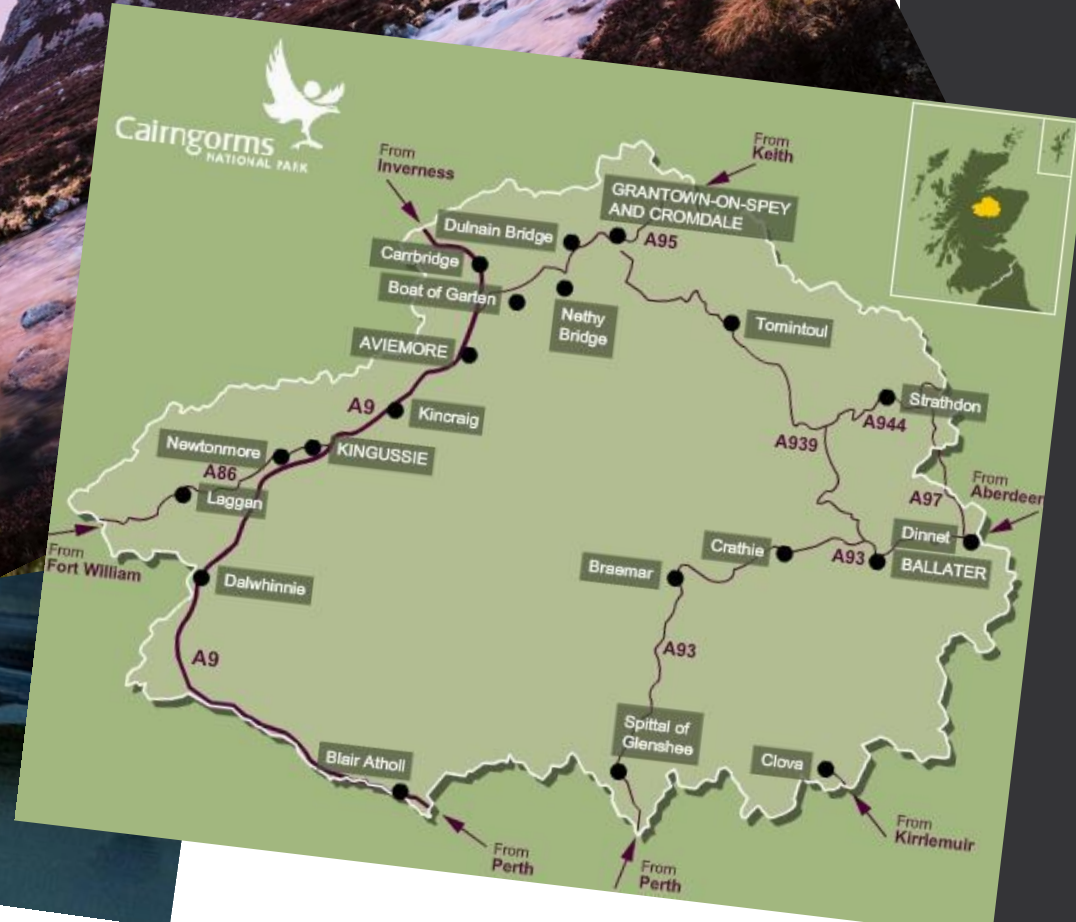 Cairngorms
NATIONAL PARK
From
Inverness
From
Keith
GRANTOWN-ON-SPEY
AND CROMDALE
Dulnain Bridge
A95
Carrbridge
Boat of Garten
Nethy
Bridge
Tomintoul
AVIEMORE
A9
Kincraig
Strathdon
A944
A939
Newtonmore
KINGUSSIE
A86
Laggan
A97
From
Aberdeen
From
Fort William
Dinnet
Crathie
A93
BALLATER
Braemar
Dalwhinnie
A9
A93
Spittal of
Glenshee
Blair Atholl
Clova
From
Perth
From
Perth
From
Kirriemuir